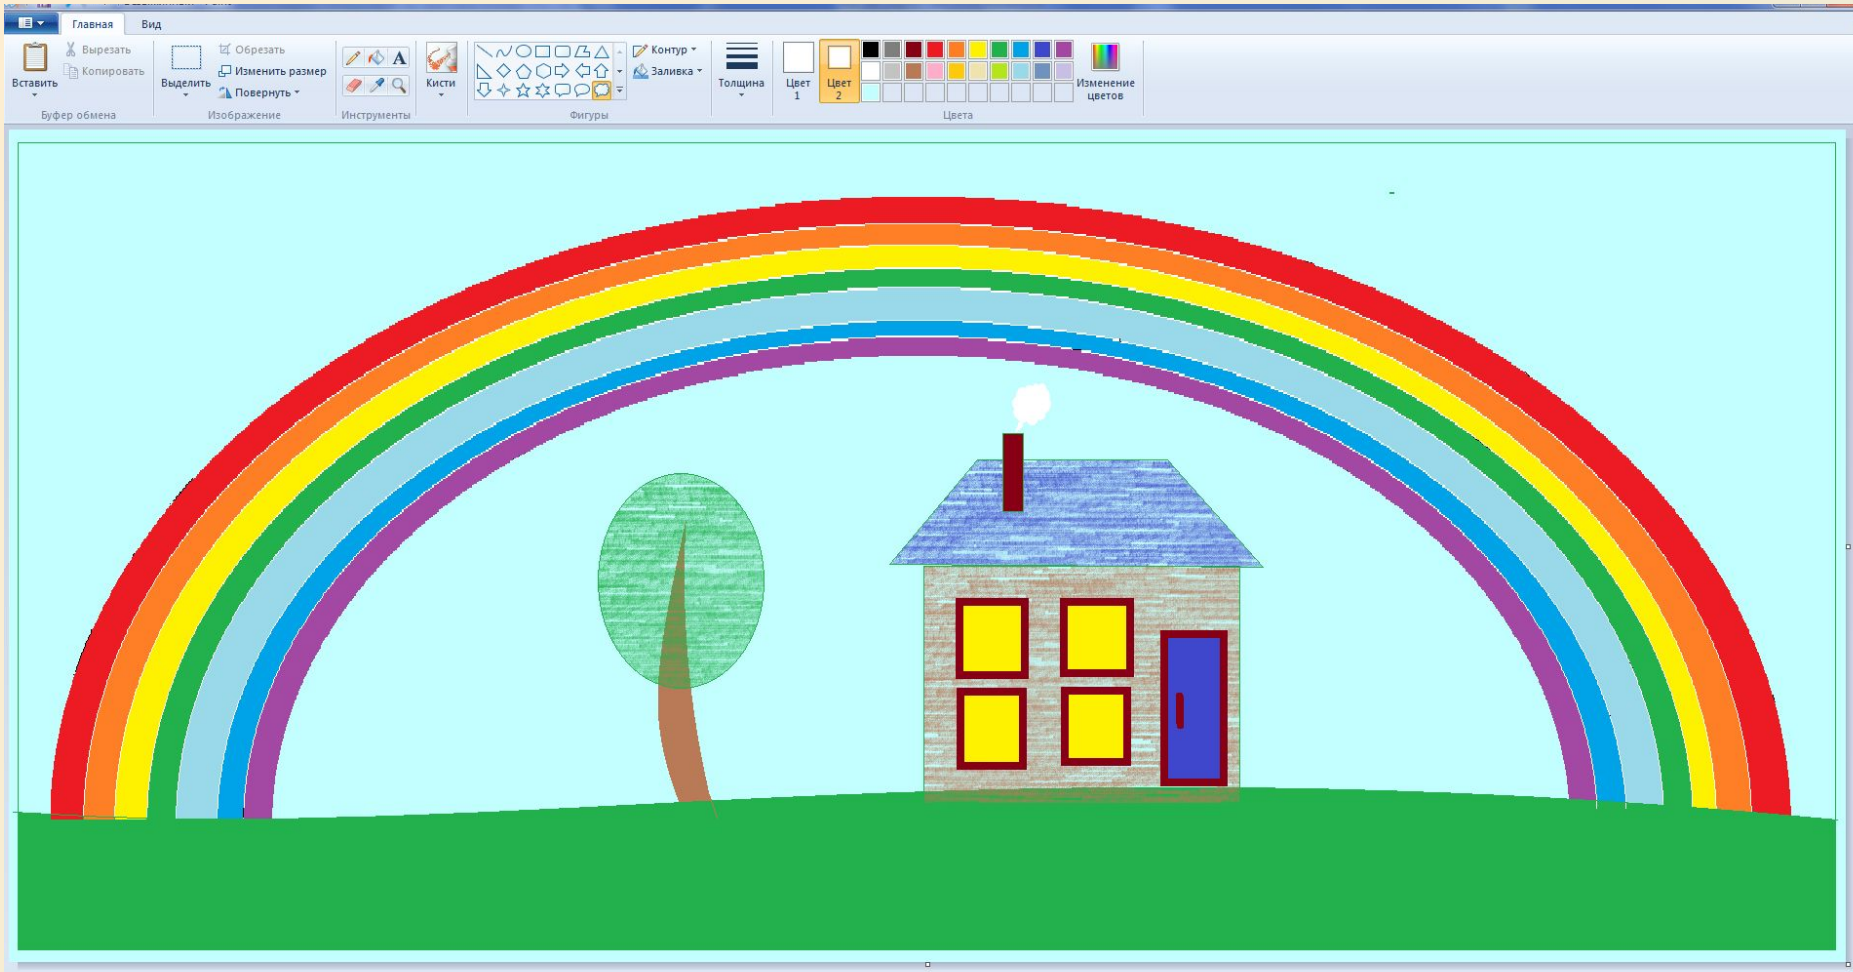 Главная Вид
Вставить
Вырезать
Копировать
Буфер обмена
Выделить
Обрезать
Изменить размер
Повернуть
Изображение
A
Инструменты
Кисти
Контур
Заливка
Фигуры
Толщина
Цвет
1
Цвет
2
Изменение
цветов
Цвета